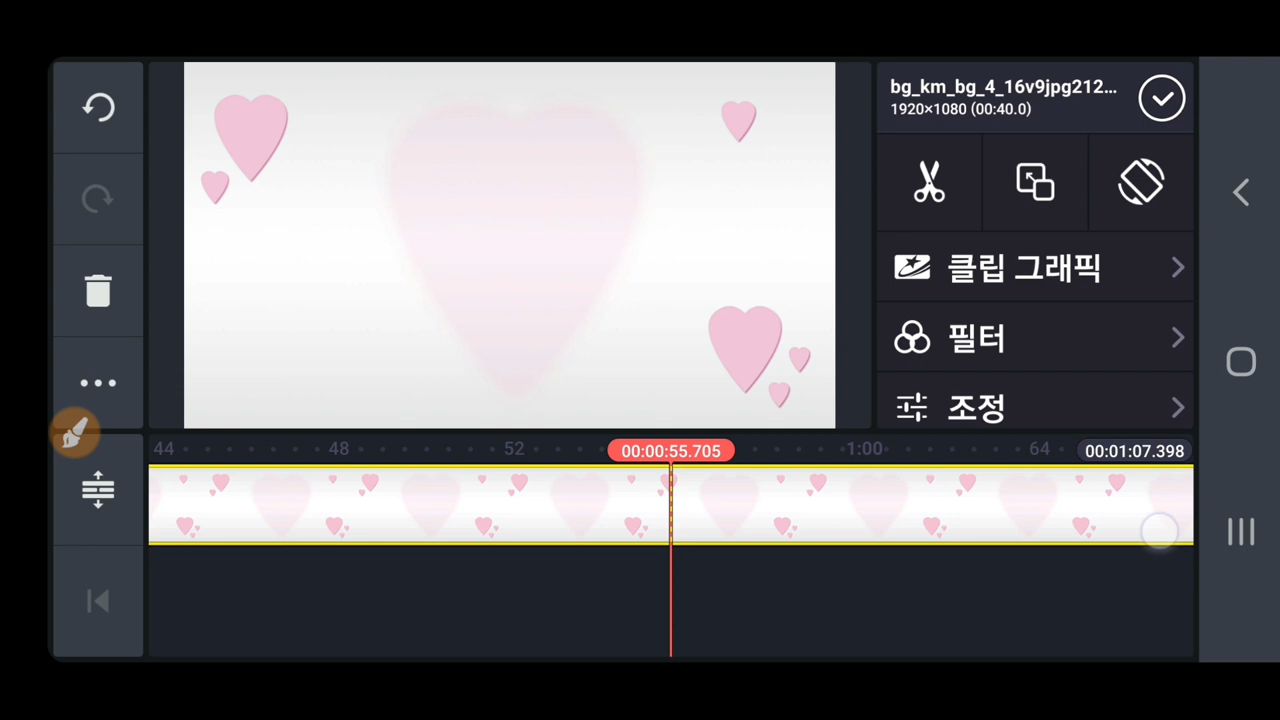 bg_km_bg_4_16v9jpg212...
1920×1080 (00:40.0)
클립 그래픽
필터
조정
44 48 52 00:00:55.705 1:00 64 00:01:07.398